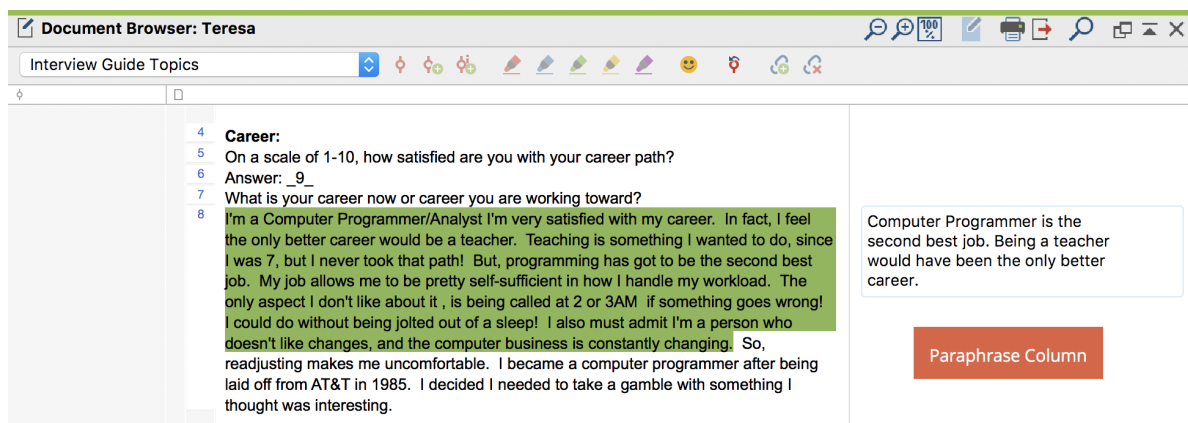 Document Browser: Teresa
100
%
Interview Guide Topics
4 Career:
5 On a scale of 1-10, how satisfied are you with your career path?
6 Answer: _9_
7 What is your career now or career you are working toward?
8 I'm a Computer Programmer/Analyst I'm very satisfied with my career.  In fact, I feel
the only better career would be a teacher.  Teaching is something I wanted to do, since
I was 7, but I never took that path!  But, programming has got to be the second best
job.  My job allows me to be pretty self-sufficient in how I handle my workload.  The
only aspect I don't like about it , is being called at 2 or 3AM  if something goes wrong!
I could do without being jolted out of a sleep!  I also must admit I'm a person who
doesn't like changes, and the computer business is constantly changing.  So,
readjusting makes me uncomfortable.  I became a computer programmer after being
laid off from AT&T in 1985.  I decided I needed to take a gamble with something I
thought was interesting.
Computer Programmer is the
second best job. Being a teacher
would have been the only better
career.
Paraphrase Column